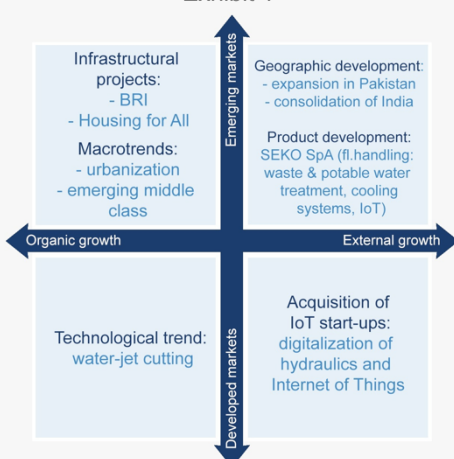 Emerging markets
Infrastructural
projects:
- BRI
- Housing for All
Macrotrends:
- urbanization
- emerging middle
class
Geographic development:
- expansion in Pakistan
- consolidation of India
Product development:
SEKO SpA (fl.handling:
waste & potable water
treatment, cooling
systems, IoT)
Organic growth
External growth
Technological trend:
water-jet cutting
Acquisition of
IoT start-ups:
digitalization of
hydraulics and
Internet of Things
Developed markets